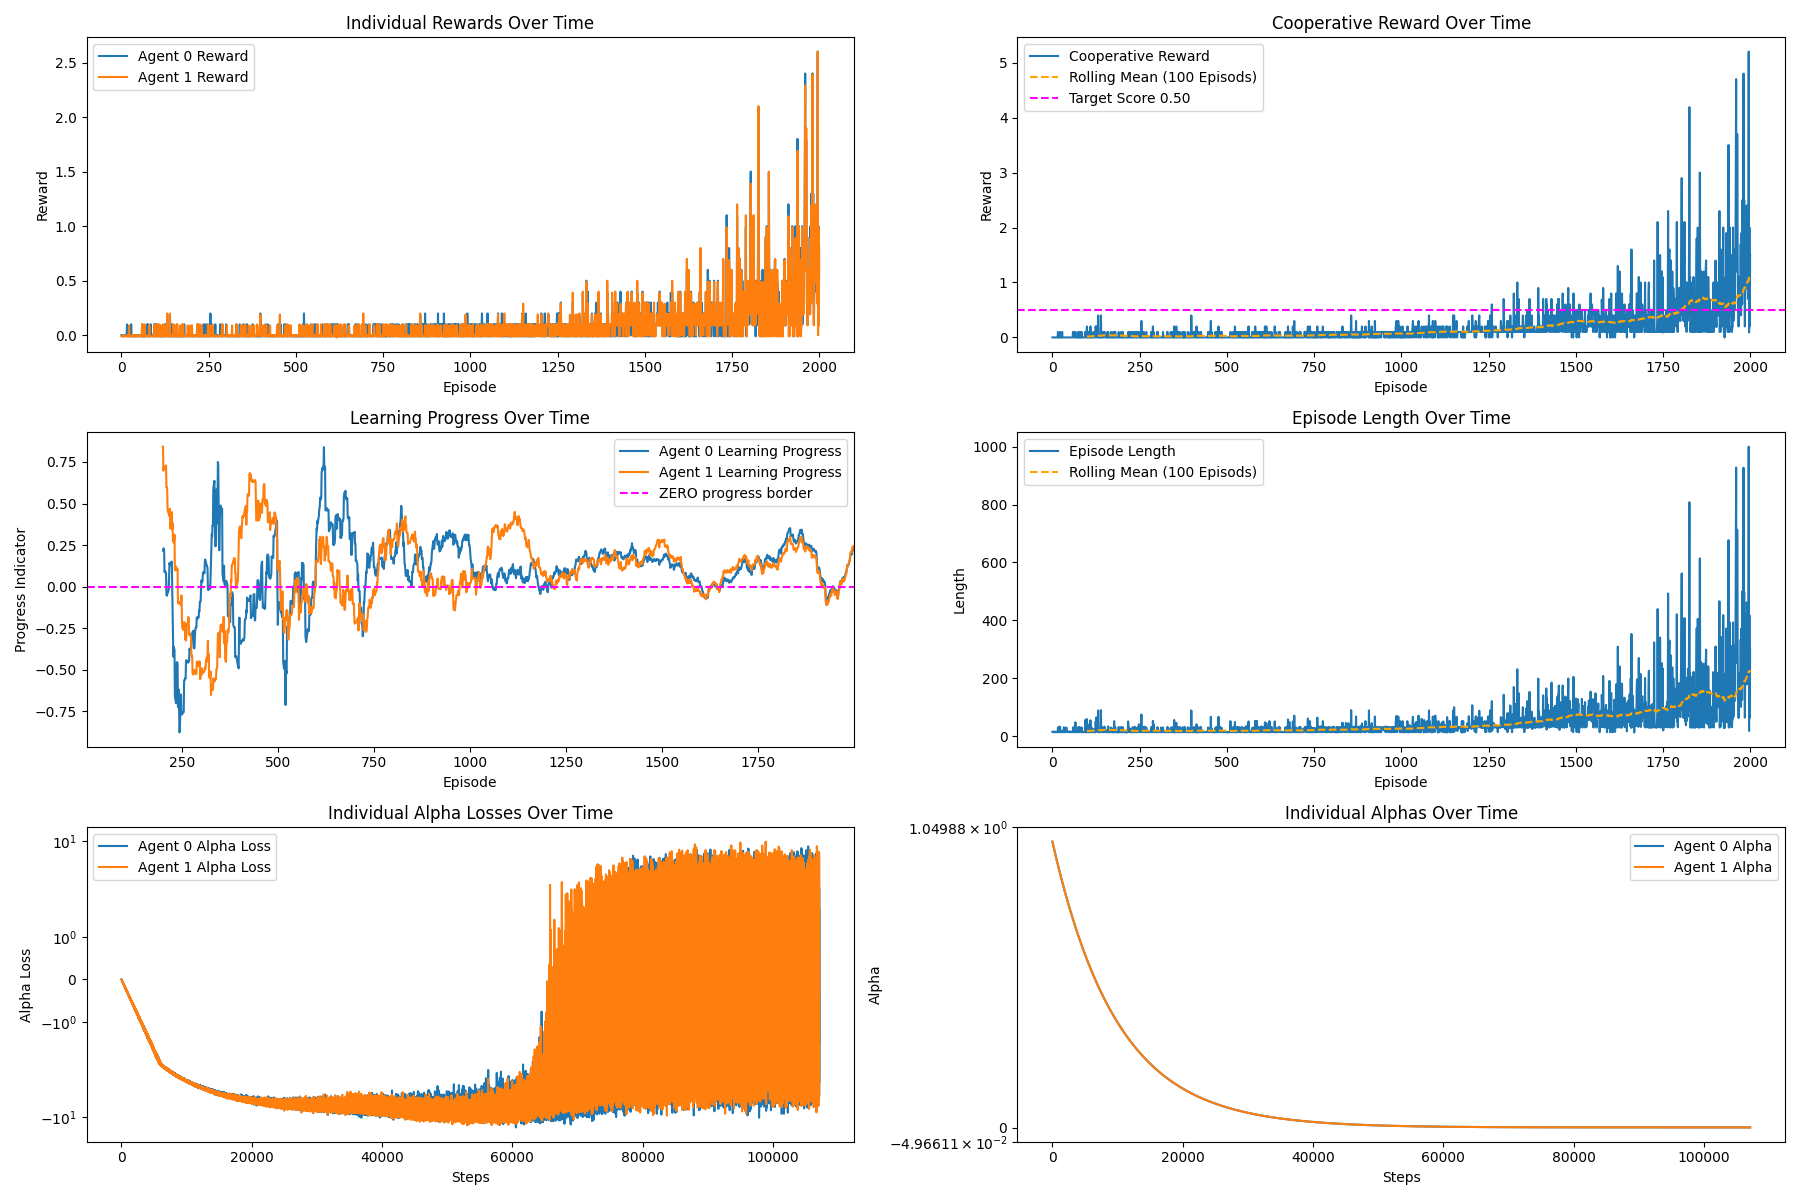 Individual Rewards Over Time
Agent 0 Reward
Agent 1 Reward
2.5
2.0
1.5
1.0
0.5
0.0
Reward
0 250 500 750 1000 1250 1500 1750 2000
Episode
Cooperative Reward Over Time
Cooperative Reward
Rolling Mean (100 Episods)
Target Score 0.50
5
4
3
2
1
0
Reward
0 250 500 750 1000 1250 1500 1750 2000
Episode
Learning Progress Over Time
Agent 0 Learning Progress
Agent 1 Learning Progress
ZERO progress border
0.75
0.50
0.25
0.00
−0.25
−0.50
−0.75
Progress Indicator
250 500 750 1000 1250 1500 1750
Episode
Episode Length Over Time
Episode Length
Rolling Mean (100 Episods)
1000
800
600
400
200
0
Length
0 250 500 750 1000 1250 1500 1750 2000
Episode
Individual Alpha Losses Over Time
Agent 0 Alpha Loss
Agent 1 Alpha Loss
10¹
10⁰
0
−10⁰
−10¹
Alpha Loss
0 20000 40000 60000 80000 100000
Steps
Individual Alphas Over Time
Agent 0 Alpha
Agent 1 Alpha
1.04988 × 10⁰
0
−4.96611 × 10⁻²
Alpha
0 20000 40000 60000 80000 100000
Steps